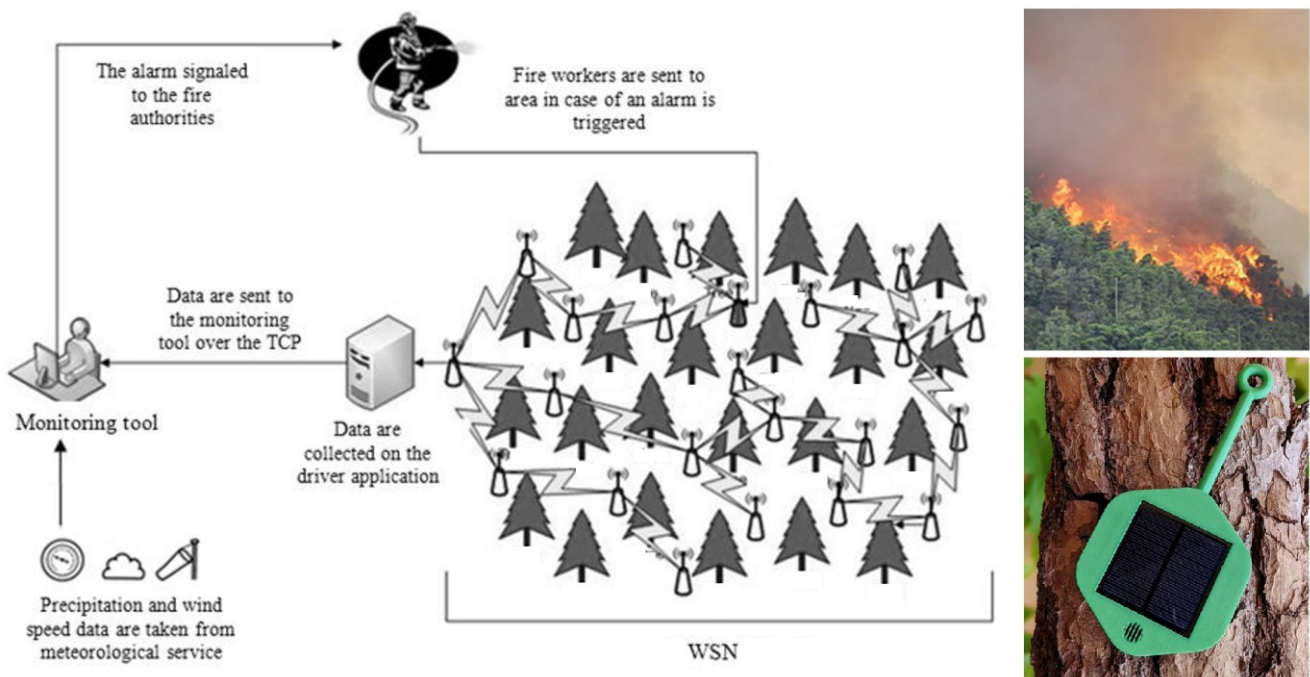 The alarm signaled
to the fire
authorities
Fire workers are sent to
area in case of an alarm is
triggered
Data are sent to
the monitoring
tool over the TCP
Monitoring tool
Data are
collected on the
driver application
Precipitation and wind
speed data are taken from
meteorological service
WSN